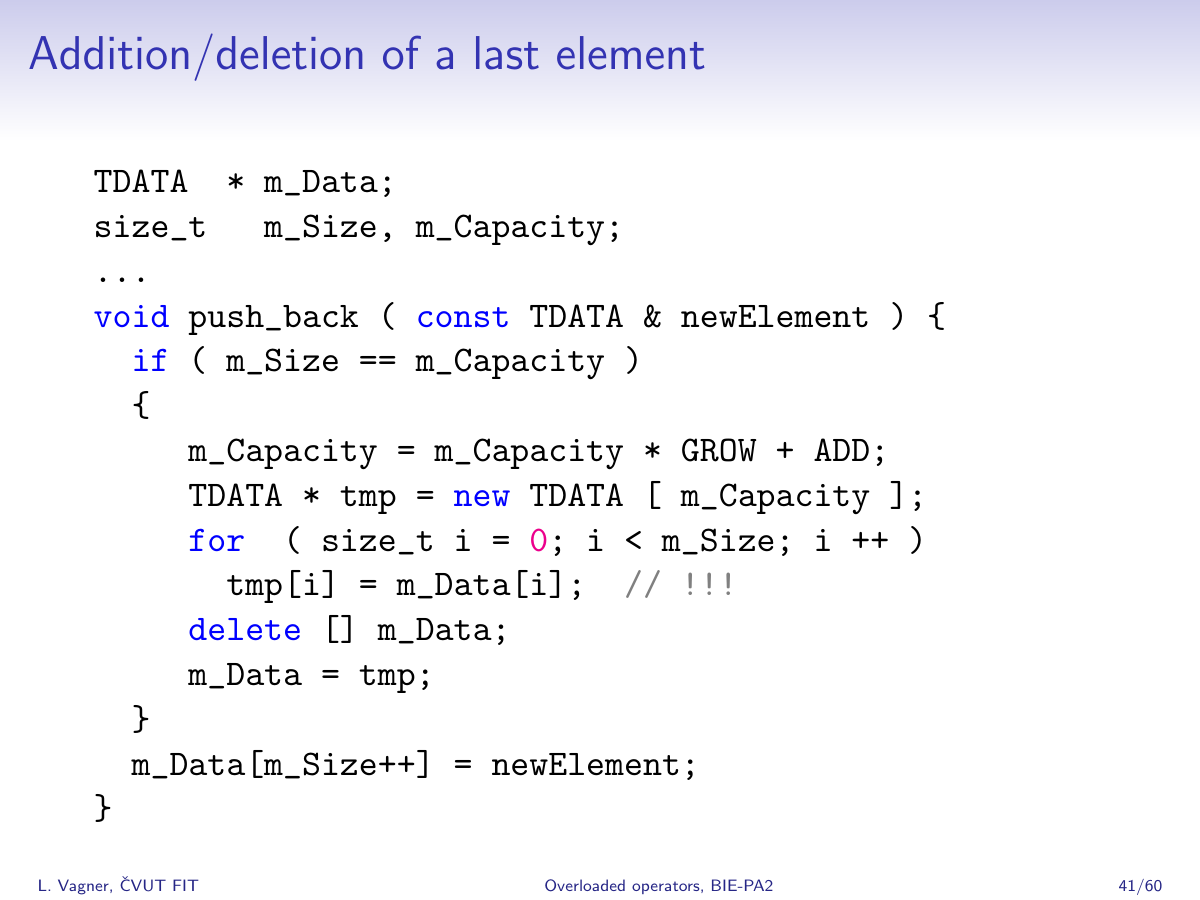 Addition/deletion of a last element
TDATA  * m_Data;
size_t   m_Size, m_Capacity;
...
void push_back ( const TDATA & newElement ) {
  if ( m_Size == m_Capacity )
  {
     m_Capacity = m_Capacity * GROW + ADD;
     TDATA * tmp = new TDATA [ m_Capacity ];
     for  ( size_t i = 0; i < m_Size; i ++ )
       tmp[i] = m_Data[i];  // !!!
     delete [] m_Data;
     m_Data = tmp;
  }
  m_Data[m_Size++] = newElement;
}
L. Vagner, ČVUT FIT
Overloaded operators, BIE-PA2
41/60